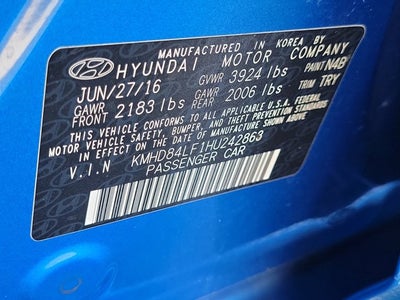 MANUFACTURED IN KOREA BY
HYUNDAI MOTOR COMPANY
JUN/27/16 GVWR 3924 lbs PAINT N4B
GAWR FRONT 2183 lbs GAWR REAR 2006 lbs TRIM TRY
THIS VEHICLE CONFORMS TO ALL APPLICABLE U.S.A. FEDERAL
MOTOR VEHICLE SAFETY, BUMPER, AND THEFT PREVENTION STANDARDS
IN EFFECT ON THE DATE OF MANUFACTURE SHOWN ABOVE.
V.I.N KMHD84LF1HU242863
PASSENGER CAR